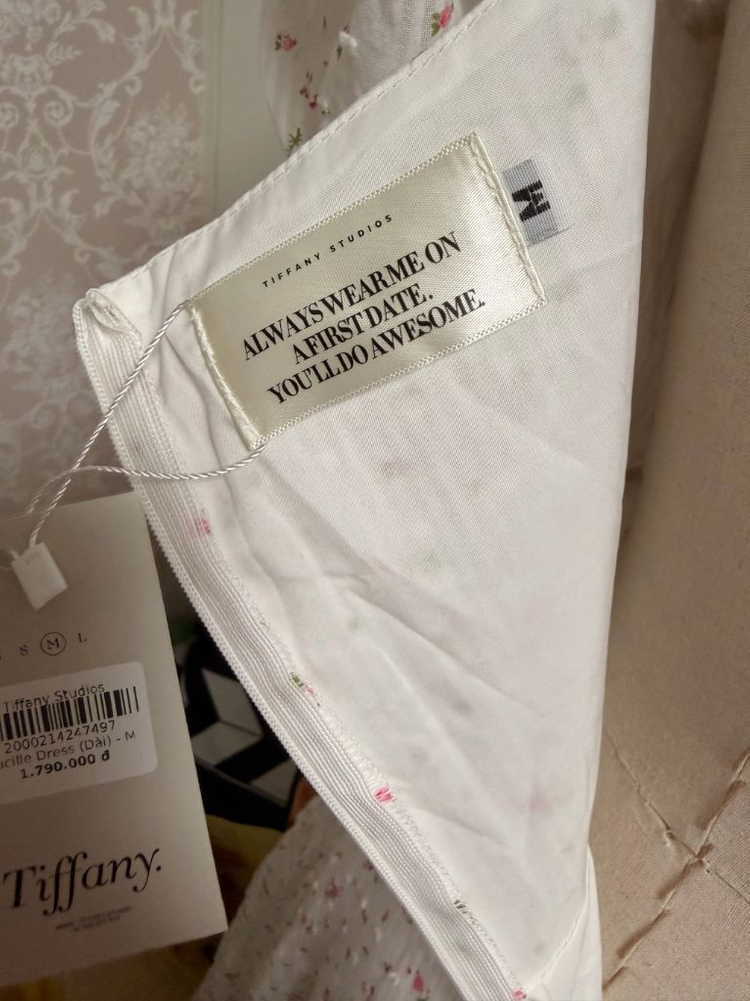 TIFFANY STUDIOS
ALWAYS WEAR ME ON
A FIRST DATE.
YOU'LL DO AWESOME.
M
S M L
Tiffany Studios
2000214247497
ucille Dress (Dài) - M
1.790.000 đ
Tiffany.